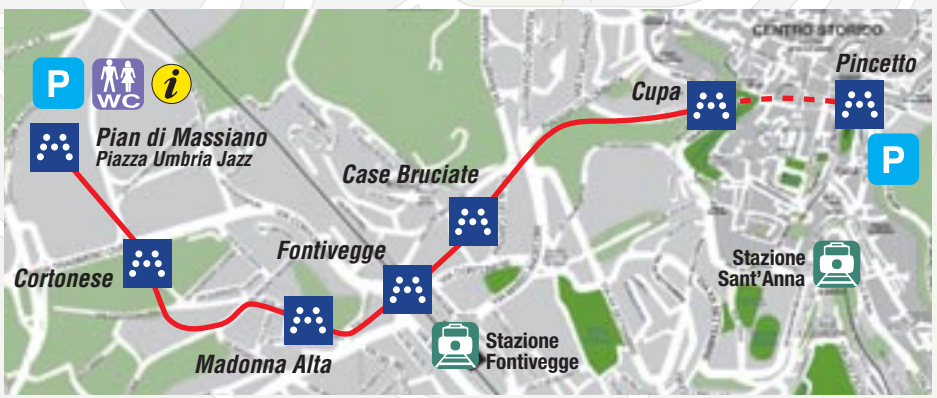 CENTRO STORICO
Pincetto
P
WC
i
Cupa
Pian di Massiano
Piazza Umbria Jazz
P
Case Bruciate
Fontivegge
Stazione
Sant'Anna
Cortonese
Stazione
Fontivegge
Madonna Alta